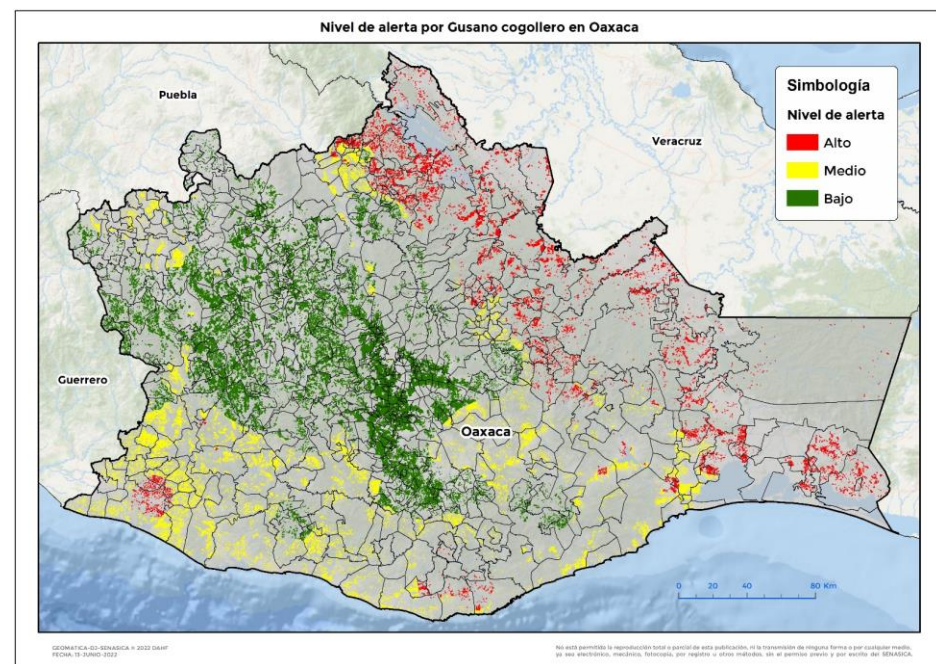 Nivel de alerta por Gusano cogollero en Oaxaca
Puebla
Veracruz
Simbología
Nivel de alerta
Alto
Medio
Bajo
Guerrero
Oaxaca
0 20 40 80 Km
GEOMATICA-DJ-SENASICA © 2022 OAHF
FECHA: 13-JUNIO-2022
No está permitida la reproducción total o parcial de esta publicación, ni la transmisión de ninguna forma o por cualquier medio,
ya sea electrónico, mecánico, fotocopia, por registro u otros métodos, sin el permiso previo y por escrito del SENASICA.